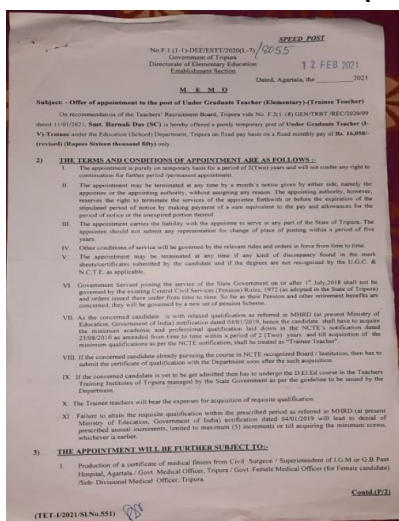 SPEED POST
No.F.1 (1-1)-DEE/ESTT/2020(L-7) /8055
Government of Tripura
Directorate of Elementary Education
Establishment Section
12 FEB 2021
Dated, Agartala, the 2021
M E M O
Subject: - Offer of appointment to the post of Under Graduate Teacher (Elementary)-(Trainee Teacher)
On recommendation of the Teachers' Recruitment Board, Tripura vide No. F.2(1-18) GEN/TRBT /REC/2020/09
dated 11/01/2021, Smt. Barnali Das (SC) is hereby offered a purely temporary post of Under Graduate Teacher (I-
V)-Trainee under the Education (School) Department, Tripura on fixed pay basis on a fixed monthly pay of Rs. 16,050/-
(revised) (Rupees Sixteen thousand fifty) only.
2) THE TERMS AND CONDITIONS OF APPOINTMENT ARE AS FOLLOWS :-
I. The appointment is purely on temporary basis for a period of 2(Two) years and will not confer any right to
continuation for further period /permanent appointment.
II. The appointment may be terminated at any time by a month's notice given by either side, namely the
appointee or the appointing authority, without assigning any reason. The appointing authority, however,
reserves the right to terminate the services of the appointee forthwith or before the expiration of the
stipulated period of notice by making payment of a sum equivalent to the pay and allowances for the
period of notice or the unexpired portion thereof.
III. The appointment carries the liability with the appointee to serve in any part of the State of Tripura. The
appointee should not submit any representation for change of place of posting within a period of five
years.
IV. Other conditions of service will be governed by the relevant rules and orders in force from time to time.
V. The appointment may be terminated at any time if any kind of discrepancy found in the mark
sheets/certificates submitted by the candidate and if the degrees are not recognized by the U.G.C. &
N.C.T.E. as applicable.
VI. Government Servant joining the service of the State Government on or after 1st July,2018 shall not be
governed by the existing Central Civil Services (Pension) Rules, 1972 (as adopted in the State of Tripura)
and orders issued there under from time to time. So far as their Pension and other retirement benefits are
concerned, they will be governed by a new set of pension Scheme.
VII. As the concerned candidate is with relaxed qualification as referred in MHRD (at present Ministry of
Education, Government of India) notification dated 04/01/2019, hence the candidate shall have to acquire
the minimum academic and professional qualification laid down in the NCTE's notification dated
23/08/2010 as amended from time to time within a period of 2 (Two) years and till acquisition of the
minimum qualifications as per the NCTE notification, shall be treated as "Trainee Teacher".
VIII. If the concerned candidate already pursuing the course in NCTE recognized Board / Institution, then has to
submit the certificate of qualification with the Department soon after the such acquisition.
IX. If the concerned candidate is yet to be admitted then has to undergo the D.El.Ed course in the Teachers
Training Institutes of Tripura managed by the State Government as per the guideline to be issued by the
Department.
X. The Trainee teachers will bear the expenses for acquisition of requisite qualification.
XI. Failure to attain the requisite qualification within the prescribed period as referred in MHRD (at present
Ministry of Education, Government of India) notification dated 04/01/2019 will lead to denial of
prescribed annual increments, limited to maximum (5) increments or till acquiring the minimum norms,
whichever is earlier.
3) THE APPOINTMENT WILL BE FURTHER SUBJECT TO:-
I. Production of a certificate of medical fitness from Civil Surgeon / Superintendent of I.G.M or G.B.Pant
Hospital, Agartala / Govt. Medical Officer, Tripura / Govt. Female Medical Officer (for Female candidate)
/Sub- Divisional Medical Officer, Tripura.
Contd.(P/2)
(TET-I/2021/SI.No.551)